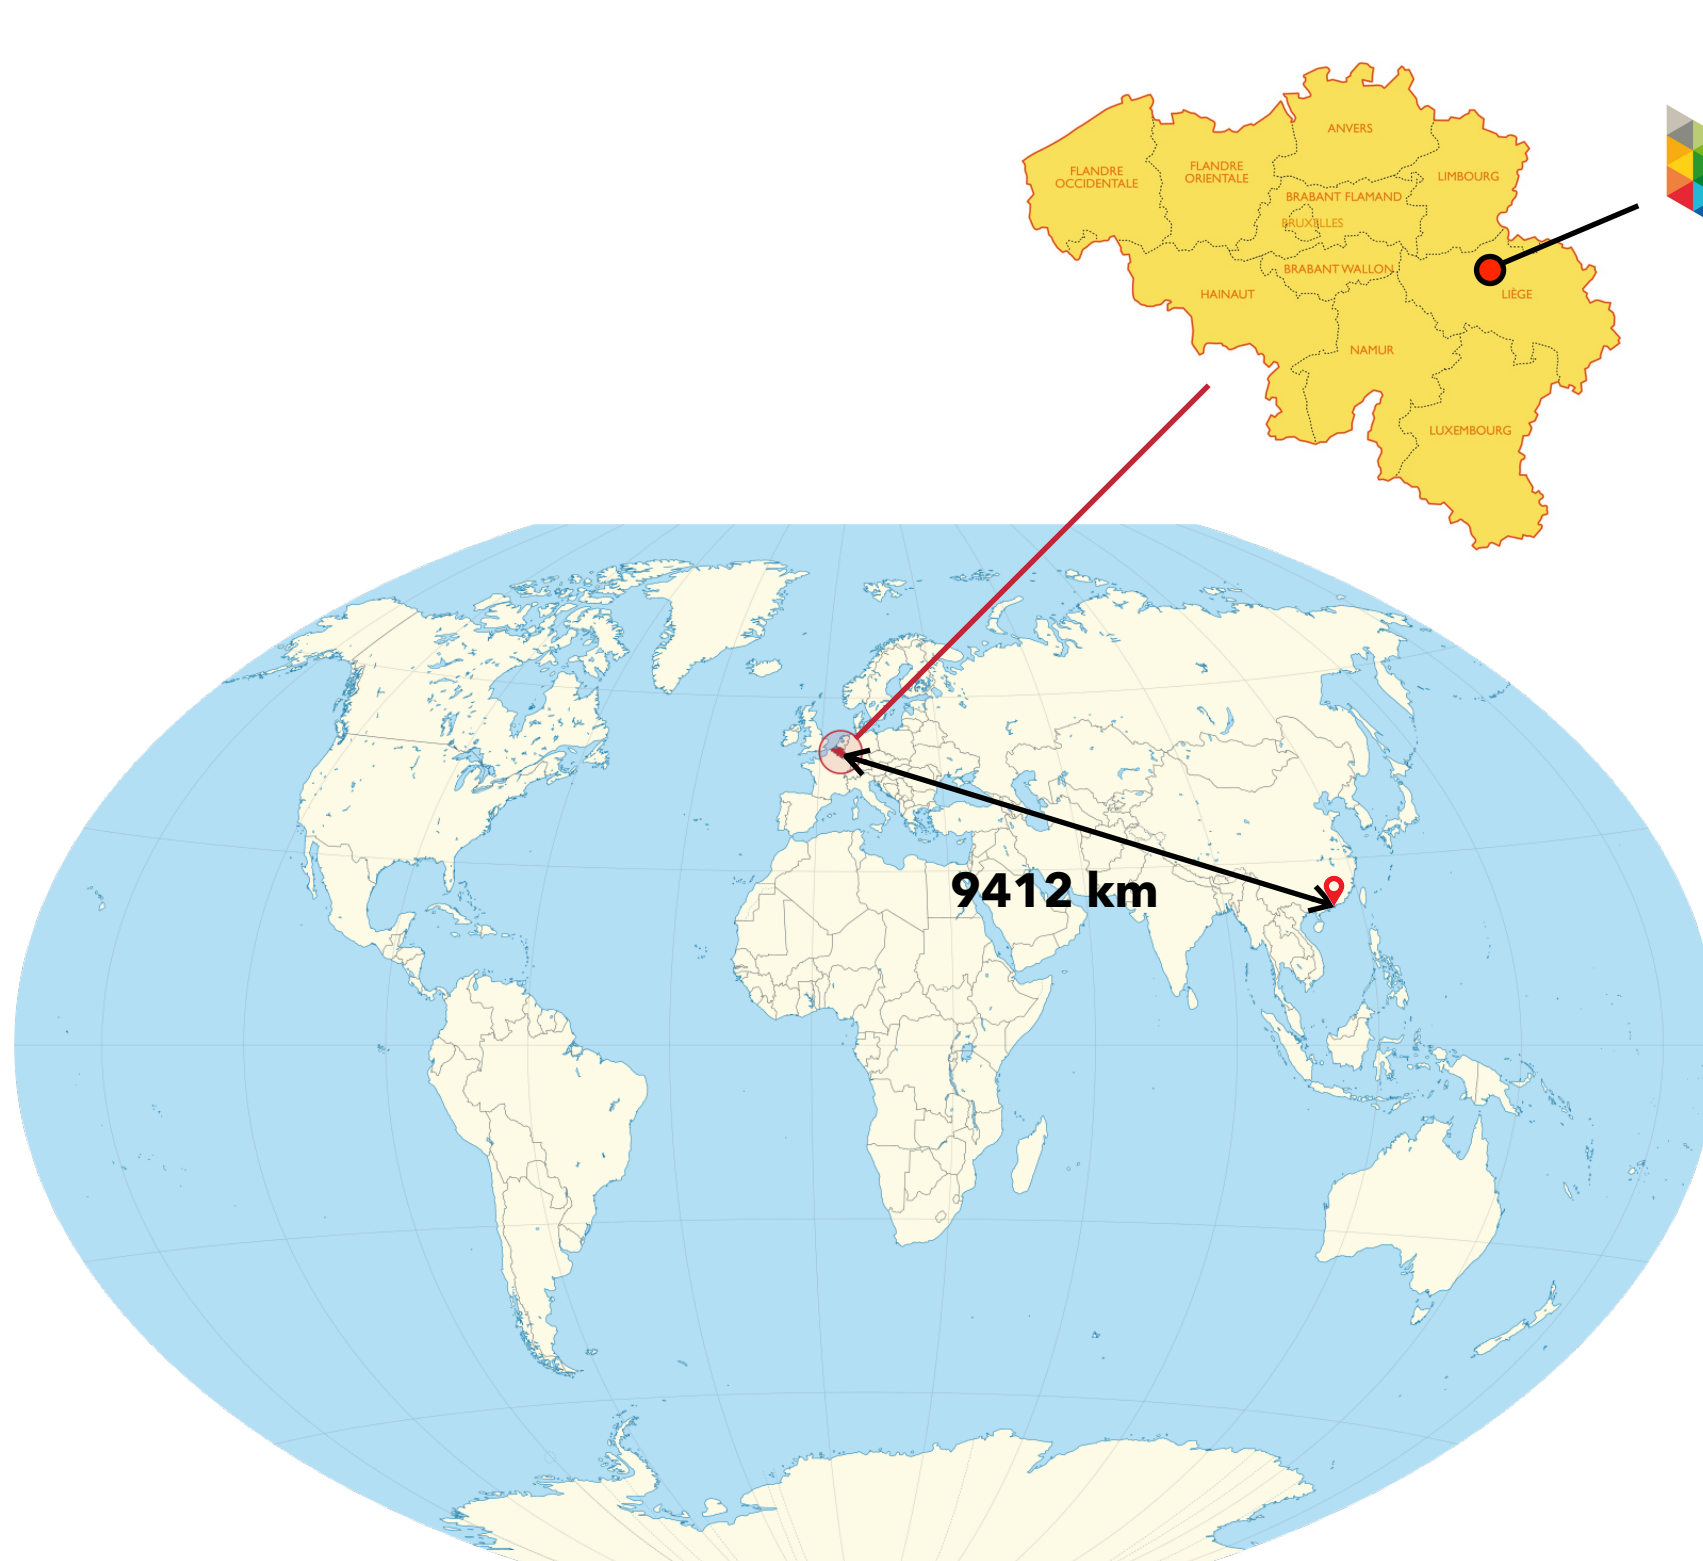 ANVERS
FLANDRE
OCCIDENTALE
FLANDRE
ORIENTALE
LIMBOURG
BRABANT FLAMAND
BRUXELLES
BRABANT WALLON
HAINAUT
LIÈGE
NAMUR
LUXEMBOURG
9412 km